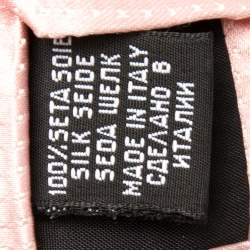 100% SETA SOIE
SILK SEIDE
SEDA ШЕЛК
MADE IN ITALY
СДЕЛАНО В
ИТАЛИИ